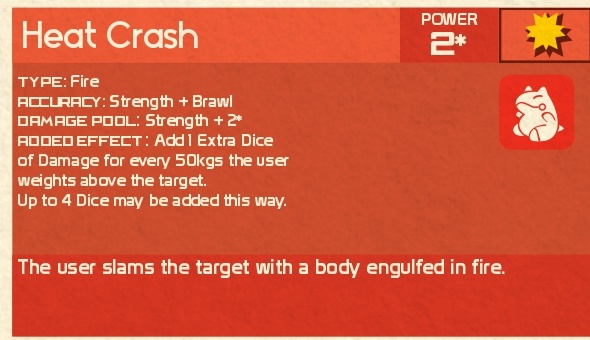 Heat Crash
POWER
2*
TYPE: Fire
ACCURACY: Strength + Brawl
DAMAGE POOL: Strength + 2*
ADDED EFFECT: Add 1 Extra Dice
of Damage for every 50kgs the user
weights above the target.
Up to 4 Dice may be added this way.
The user slams the target with a body engulfed in fire.